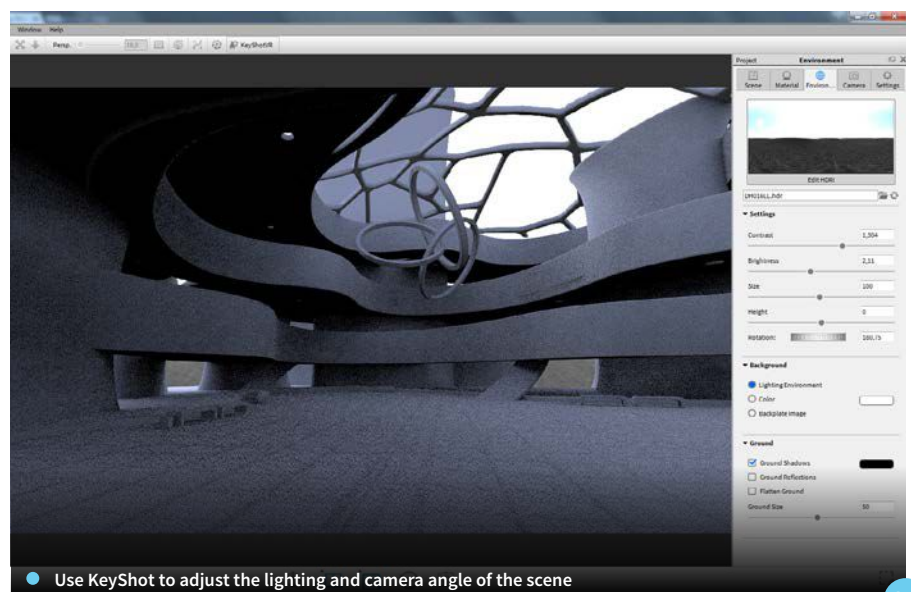 Window Help
Persp.
KeyShotVR
Project Environment
Scene Material Environ... Camera Settings
Edit HDRI
Settings
Contrast 1,304
Brightness 2,11
Size 100
Height 0
Rotation:
Background
Lighting Environment
Color
Backplate Image
Ground
Ground Shadows
Ground Reflections
Flatten Ground
Ground Size 50
Use KeyShot to adjust the lighting and camera angle of the scene